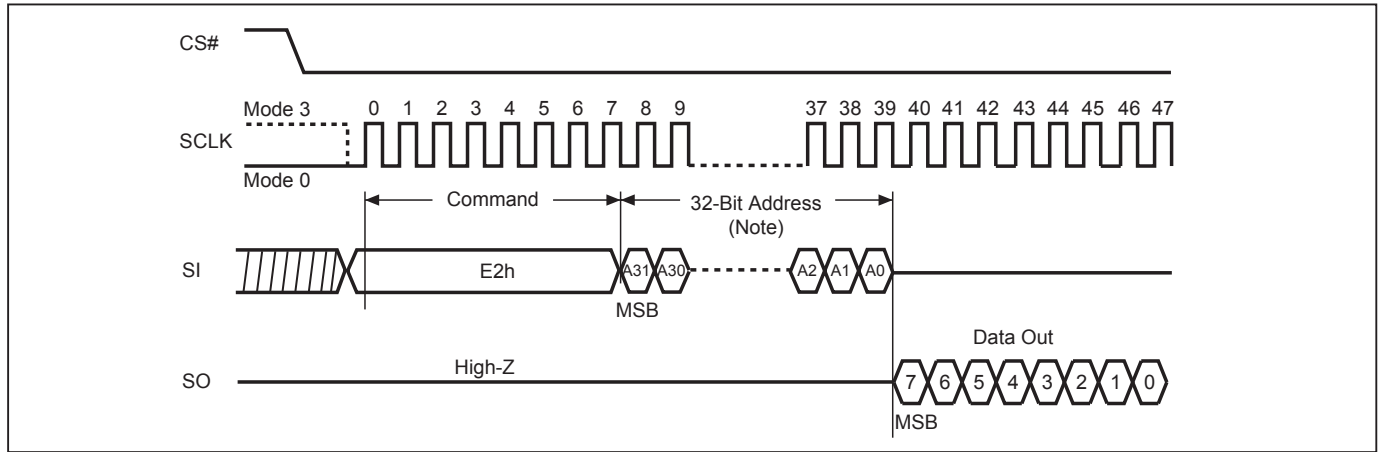 CS#
Mode 3 0 1 2 3 4 5 6 7 8 9 37 38 39 40 41 42 43 44 45 46 47
SCLK
Mode 0
Command 32-Bit Address
(Note)
SI E2h A31 A30 A2 A1 A0
MSB
Data Out
High-Z
SO 7 6 5 4 3 2 1 0
MSB